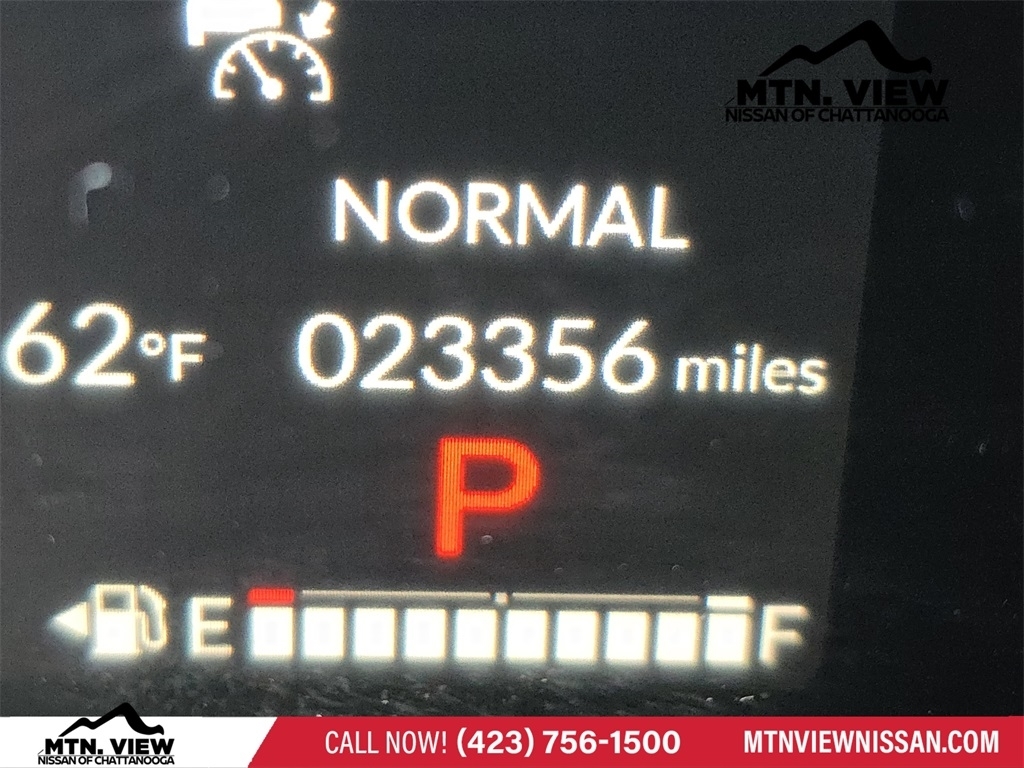 MTN. VIEW
NISSAN OF CHATTANOOGA
NORMAL
62°F 023356 miles
P
E F
MTN. VIEW
NISSAN OF CHATTANOOGA
CALL NOW! (423) 756-1500
MTNVIEWNISSAN.COM